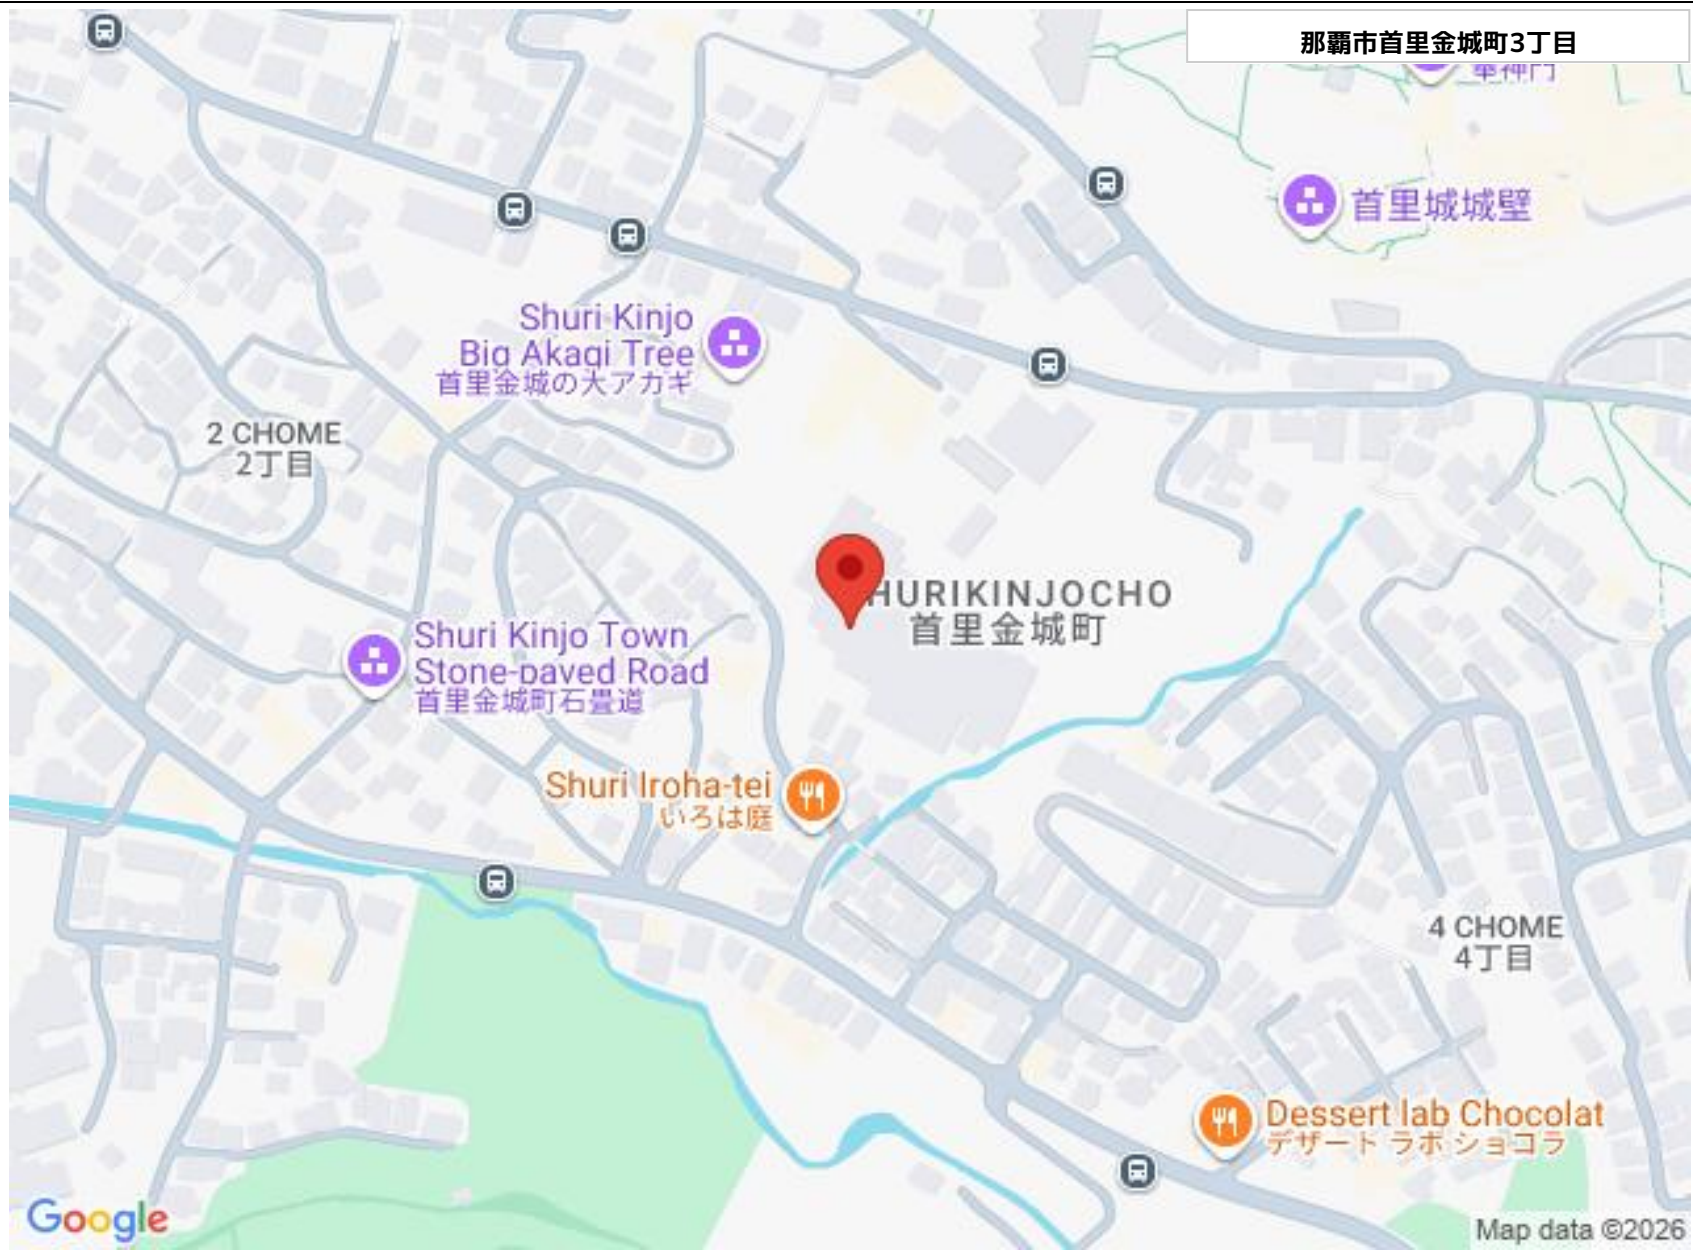 那覇市首里金城町3丁目
奉神門
首里城城壁
Shuri Kinjo
Big Akagi Tree
首里金城の大アカギ
2 CHOME
2丁目
HURIKINJOCHO
首里金城町
Shuri Kinjo Town
Stone-paved Road
首里金城町石畳道
Shuri Iroha-tei
いろは庭
4 CHOME
4丁目
Dessert lab Chocolat
デザート ラボ ショコラ
Google
Map data ©2026